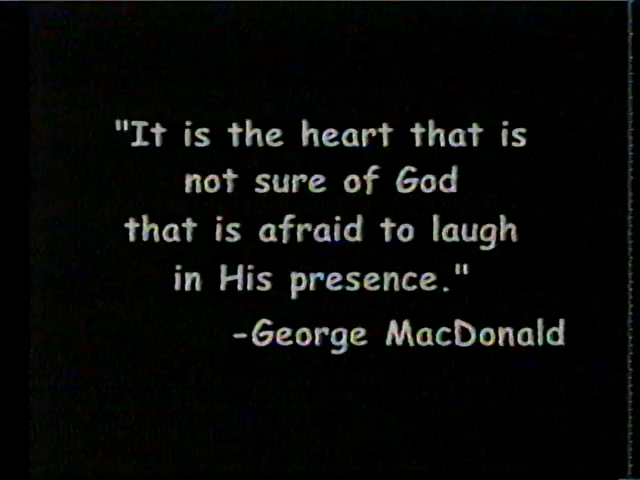 "It is the heart that is
not sure of God
that is afraid to laugh
in His presence."
-George MacDonald